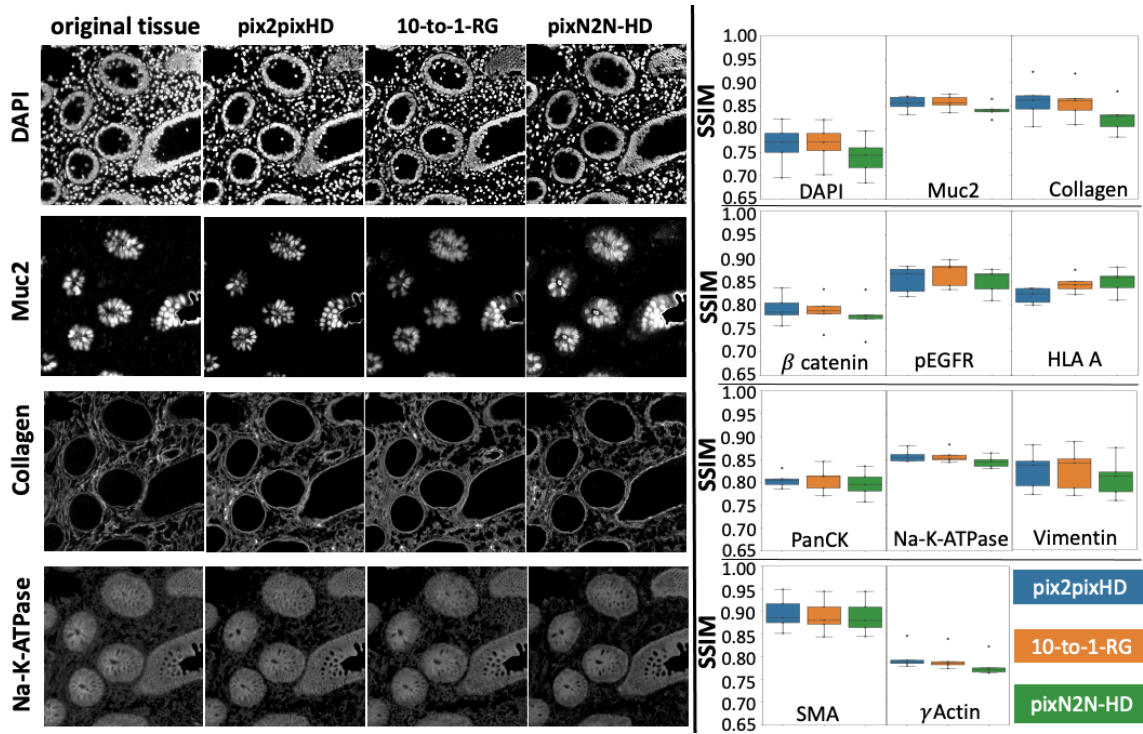 original tissue pix2pixHD 10-to-1-RG pixN2N-HD
DAPI
Muc2
Collagen
Na-K-ATPase
1.00
0.95
0.90
0.85
0.80
0.75
0.70
0.65
SSIM
DAPI Muc2 Collagen
1.00
0.95
0.90
0.85
0.80
0.75
0.70
0.65
SSIM
β catenin pEGFR HLA A
1.00
0.95
0.90
0.85
0.80
0.75
0.70
0.65
SSIM
PanCK Na-K-ATPase Vimentin
1.00
0.95
0.90
0.85
0.80
0.75
0.70
0.65
SSIM
SMA γ Actin
pix2pixHD
10-to-1-RG
pixN2N-HD